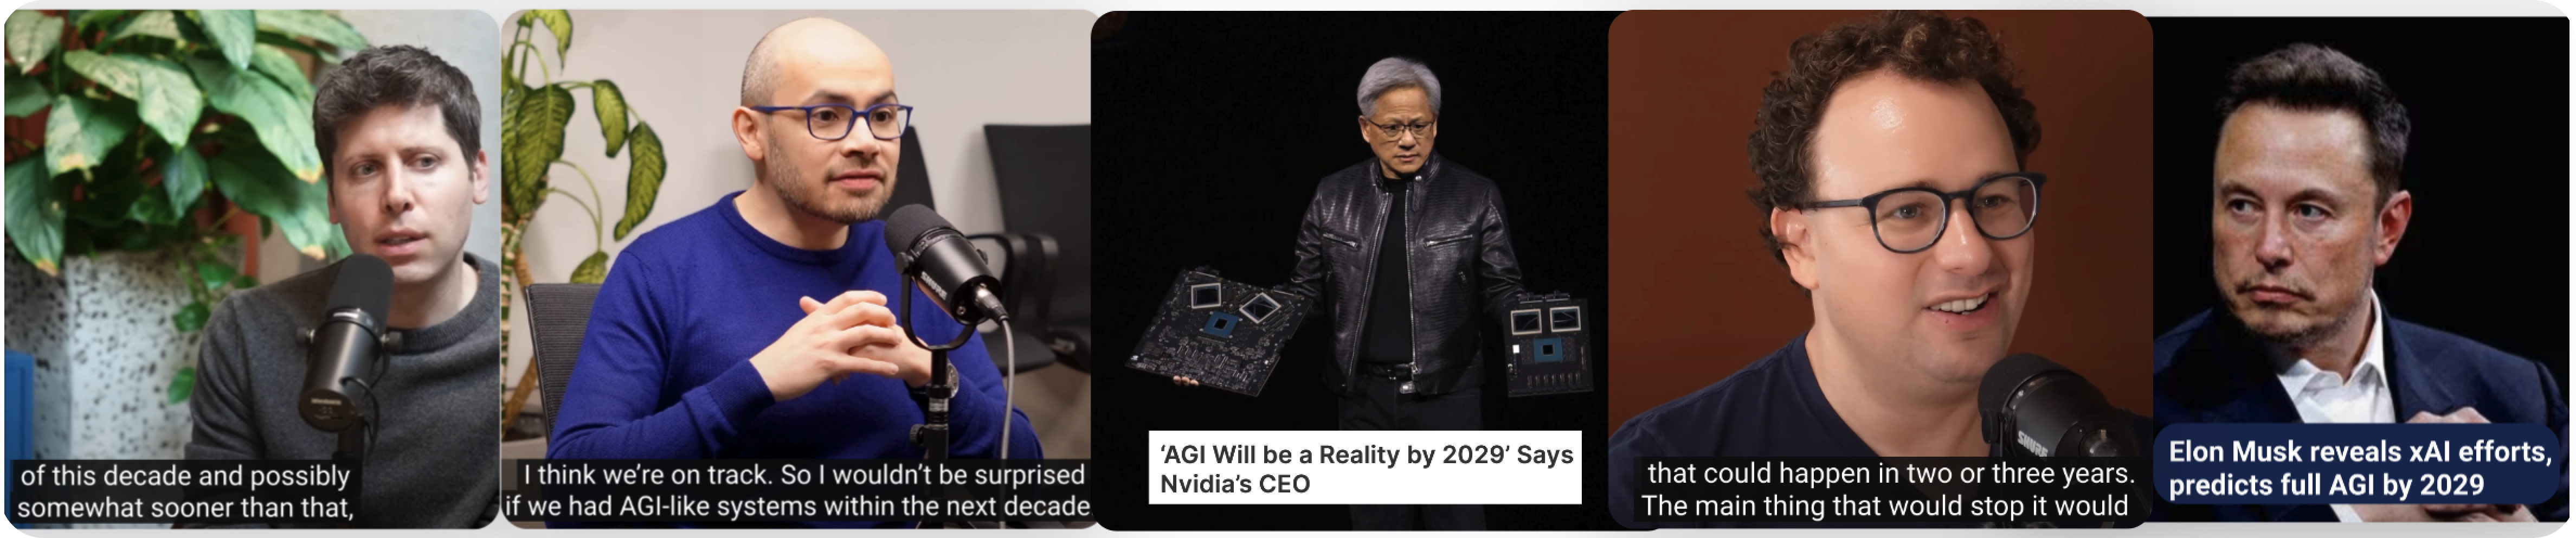 of this decade and possibly
somewhat sooner than that,
I think we're on track. So I wouldn't be surprised
if we had AGI-like systems within the next decade
SHURE
‘AGI Will be a Reality by 2029’ Says
Nvidia’s CEO
that could happen in two or three years.
The main thing that would stop it would
SHURE
Elon Musk reveals xAI efforts,
predicts full AGI by 2029